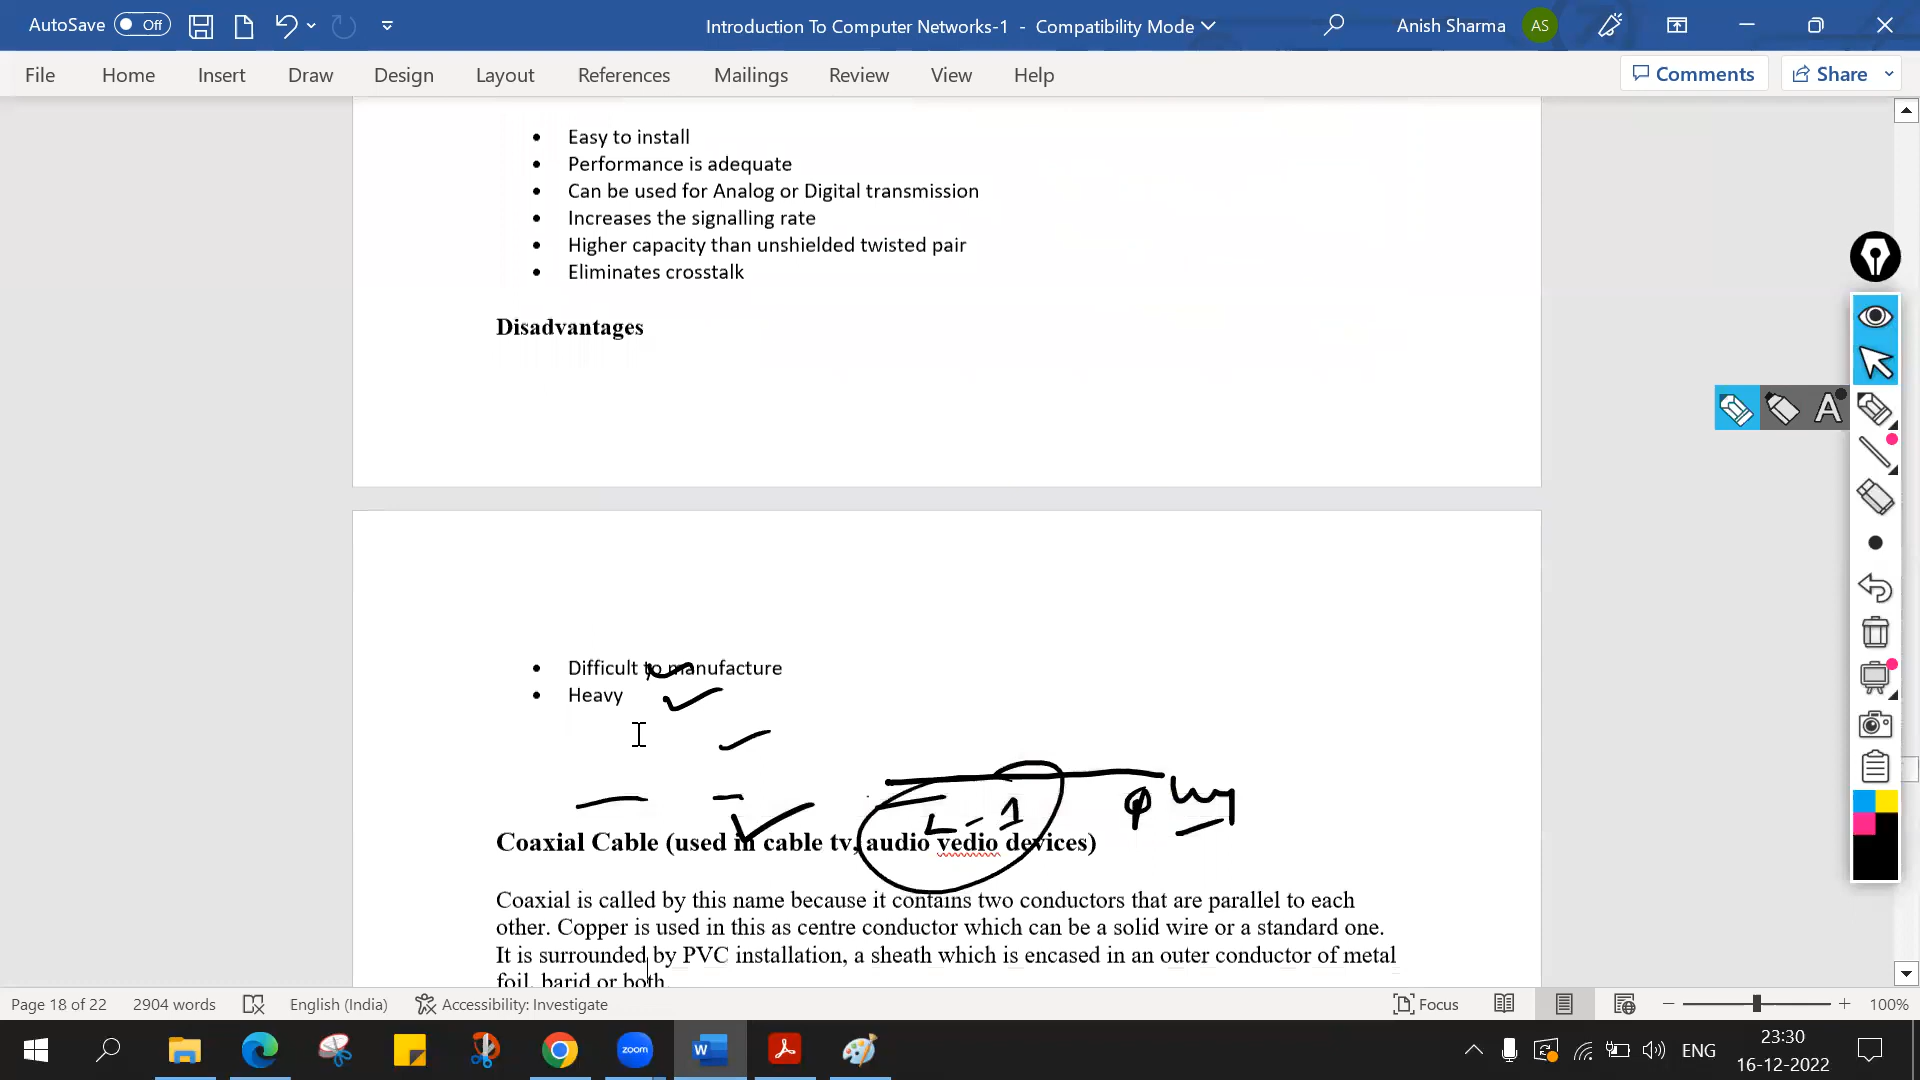 AutoSave Off Introduction To Computer Networks-1 - Compatibility Mode Anish Sharma AS
File Home Insert Draw Design Layout References Mailings Review View Help Comments Share
• Easy to install
• Performance is adequate
• Can be used for Analog or Digital transmission
• Increases the signalling rate
• Higher capacity than unshielded twisted pair
• Eliminates crosstalk
Disadvantages
A
• Difficult to manufacture
• Heavy
L-1
Coaxial Cable (used in cable tv, audio vedio devices)
Coaxial is called by this name because it contains two conductors that are parallel to each
other. Copper is used in this as centre conductor which can be a solid wire or a standard one.
It is surrounded by PVC installation, a sheath which is encased in an outer conductor of metal
foil, barid or both.
Page 18 of 22 2904 words English (India) Accessibility: Investigate Focus 100%
zoom W ENG 23:30
16-12-2022